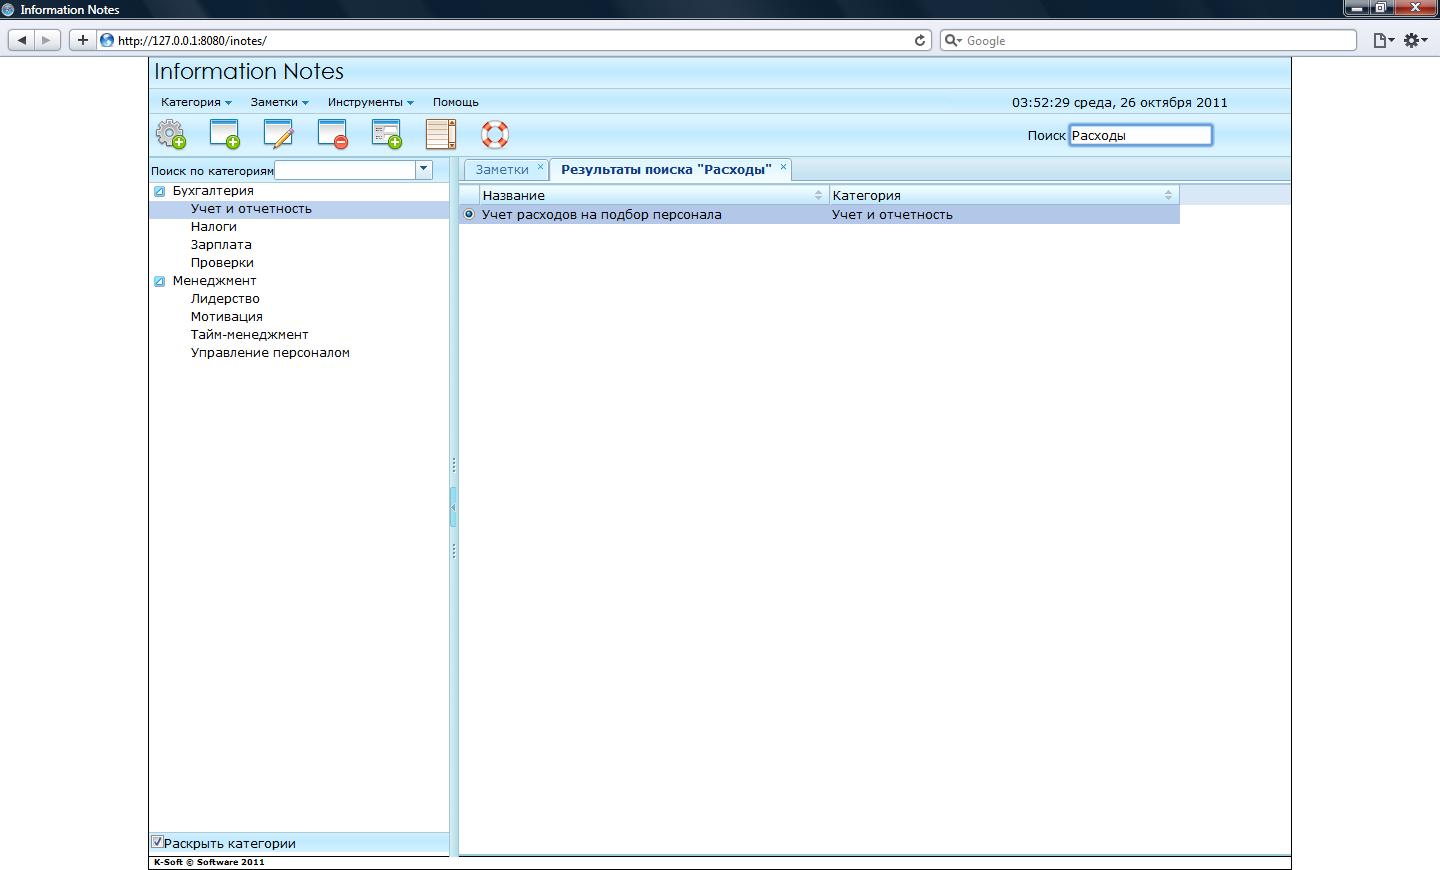 Information Notes
http://127.0.0.1:8080/inotes/
Google
Information Notes
Категория Заметки Инструменты Помощь
03:52:29 среда, 26 октября 2011
Поиск Расходы
Поиск по категориям
Заметки
Результаты поиска "Расходы"
Название Категория
Учет расходов на подбор персонала Учет и отчетность
Бухгалтерия
Учет и отчетность
Налоги
Зарплата
Проверки
Менеджмент
Лидерство
Мотивация
Тайм-менеджмент
Управление персоналом
Раскрыть категории
K-Soft © Software 2011